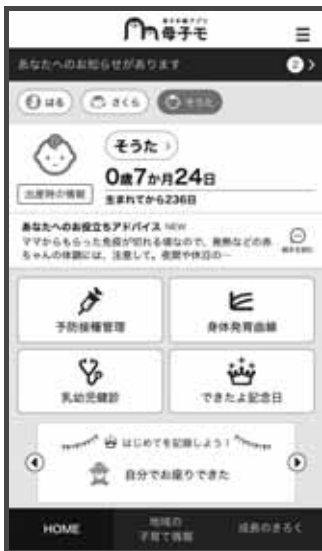 母子手帳アプリ
母子モ
あなたへのお知らせがあります
2
はる さくら そうた
そうた
0歳7か月24日
出産時の情報
生まれてから236日
あなたへのお役立ちアドバイス NEW
ママからもらった免疫が切れる頃なので、発熱などの赤
ちゃんの体調には、注意して。夜間や休日の…
予防接種管理
身体発育曲線
乳幼児健診
できたよ記念日
はじめてを記録しよう!
自分でお座りできた
HOME
地域の
子育て情報
成長のきろく